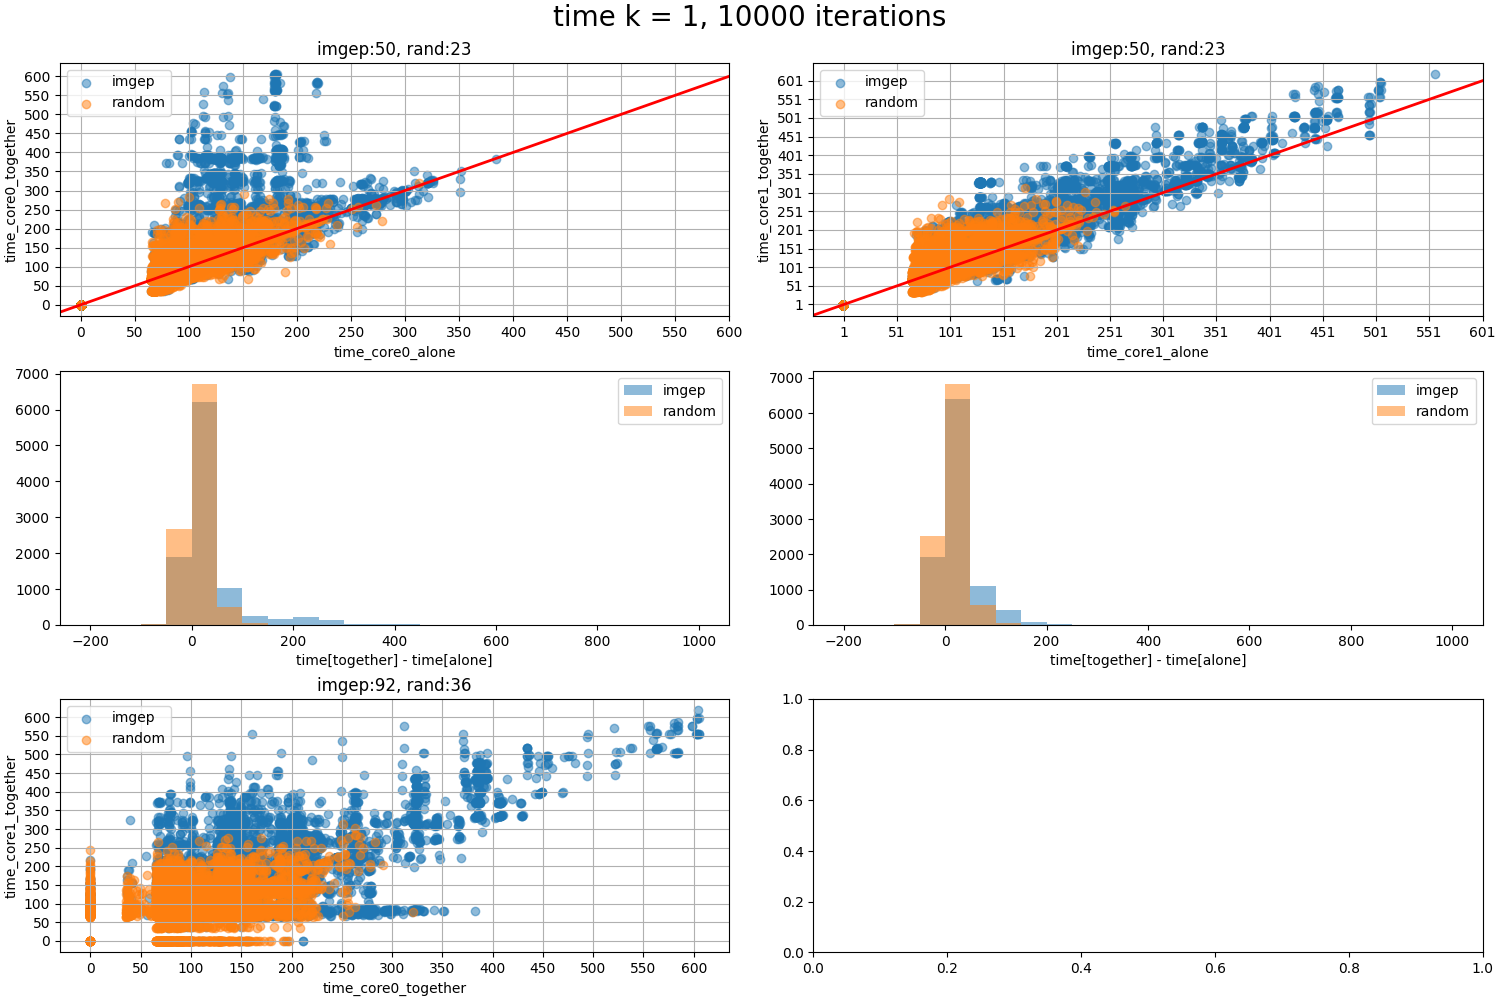 time k = 1, 10000 iterations
imgep:50, rand:23
imgep
random
time_core0_together
600
550
500
450
400
350
300
250
200
150
100
50
0
0 50 100 150 200 250 300 350 400 450 500 550 600
time_core0_alone
imgep:50, rand:23
imgep
random
time_core1_together
601
551
501
451
401
351
301
251
201
151
101
51
1
1 51 101 151 201 251 301 351 401 451 501 551 601
time_core1_alone
imgep
random
7000
6000
5000
4000
3000
2000
1000
0
−200 0 200 400 600 800 1000
time[together] - time[alone]
imgep
random
7000
6000
5000
4000
3000
2000
1000
0
−200 0 200 400 600 800 1000
time[together] - time[alone]
imgep:92, rand:36
imgep
random
time_core1_together
600
550
500
450
400
350
300
250
200
150
100
50
0
0 50 100 150 200 250 300 350 400 450 500 550 600
time_core0_together
1.0
0.8
0.6
0.4
0.2
0.0
0.0 0.2 0.4 0.6 0.8 1.0